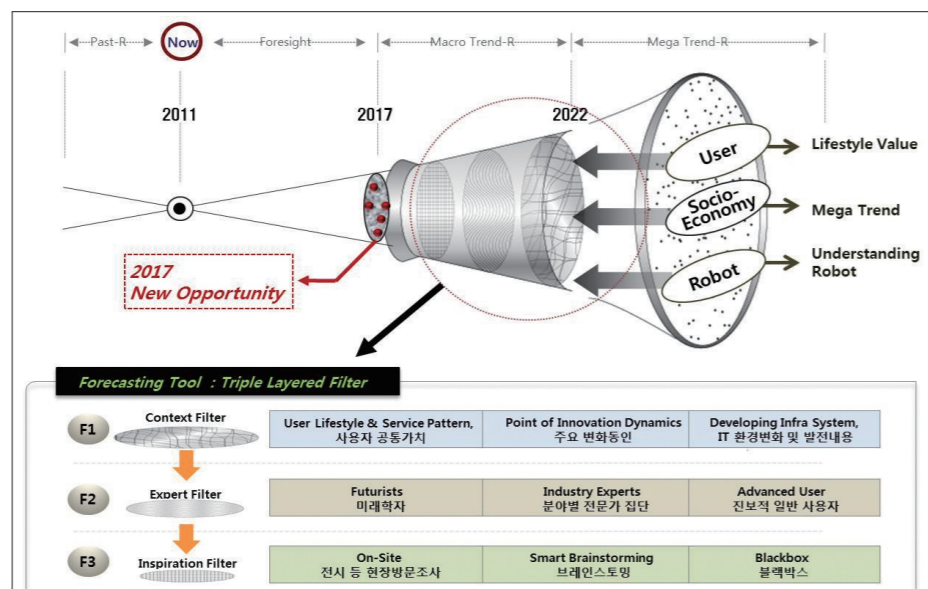 Past-R
Now
Foresight
Macro Trend-R
Mega Trend-R
2011
2017
2022
User
Lifestyle Value
Socio-
Economy
Mega Trend
Robot
Understanding
Robot
2017
New Opportunity
Forecasting Tool : Triple Layered Filter
F1
Context Filter
User Lifestyle & Service Pattern,
사용자 공통가치
Point of Innovation Dynamics
주요 변화동인
Developing Infra System,
IT 환경변화 및 발전내용
F2
Expert Filter
Futurists
미래학자
Industry Experts
분야별 전문가 집단
Advanced User
진보적 일반 사용자
F3
Inspiration Filter
On-Site
전시 등 현장방문조사
Smart Brainstorming
브레인스토밍
Blackbox
블랙박스